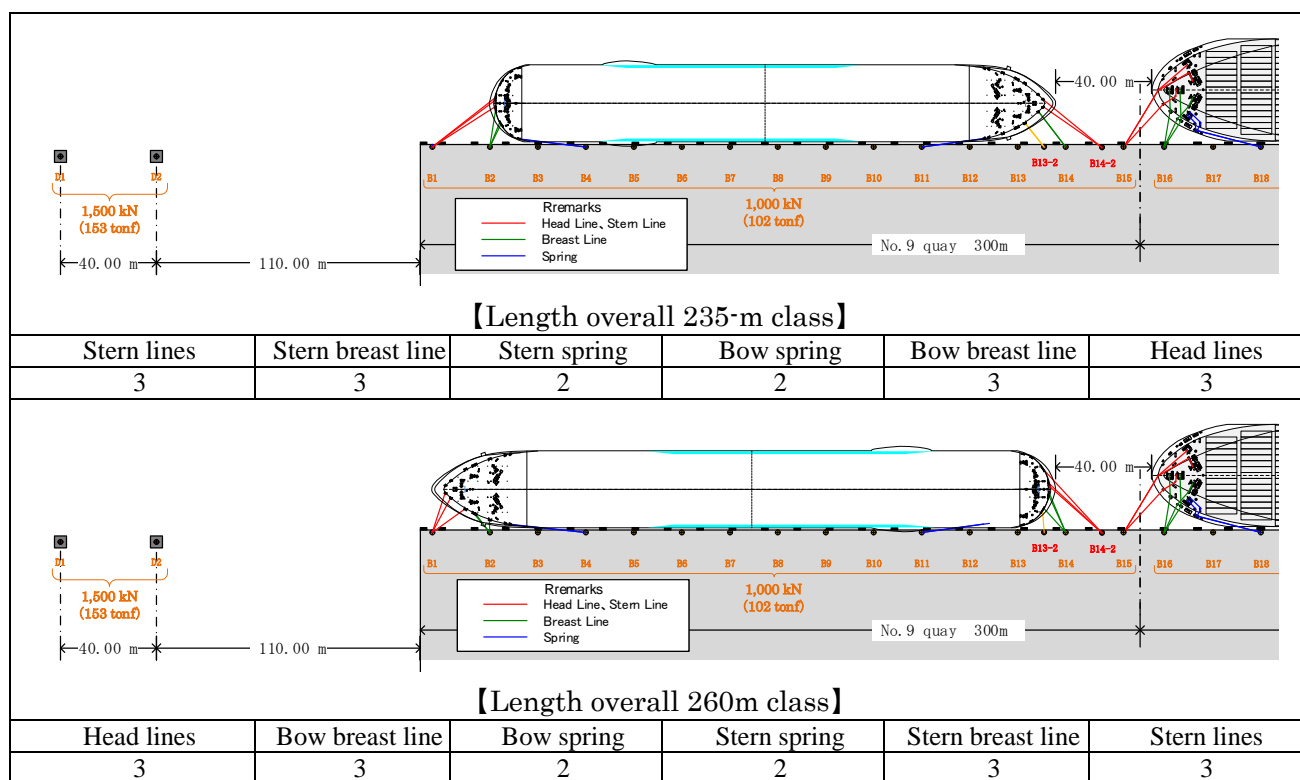 40.00 m
B13-2 B14-2
D1 D2 B1 B2 B3 B4 B5 B6 B7 B8 B9 B10 B11 B12 B13 B14 B15 B16 B17 B18
1,500 kN
(153 tonf)
1,000 kN
(102 tonf)
Rremarks
Head Line、Stern Line
Breast Line
Spring
No.9 quay 300m
40.00 m 110.00 m
【Length overall 235-m class】
Stern lines Stern breast line Stern spring Bow spring Bow breast line Head lines
3 3 2 2 3 3
40.00 m
B13-2 B14-2
D1 D2 B1 B2 B3 B4 B5 B6 B7 B8 B9 B10 B11 B12 B13 B14 B15 B16 B17 B18
1,500 kN
(153 tonf)
1,000 kN
(102 tonf)
Rremarks
Head Line、Stern Line
Breast Line
Spring
No.9 quay 300m
40.00 m 110.00 m
【Length overall 260m class】
Head lines Bow breast line Bow spring Stern spring Stern breast line Stern lines
3 3 2 2 3 3